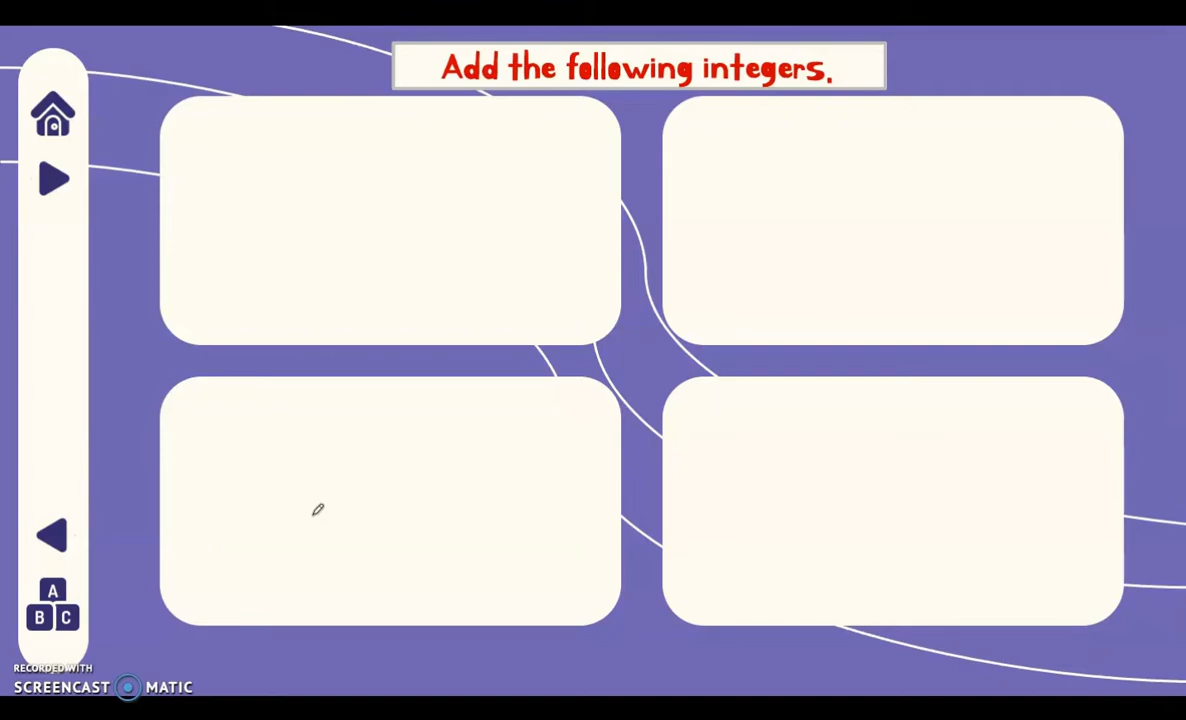 Add the following integers.
A
B C
RECORDED WITH
SCREENCAST MATIC